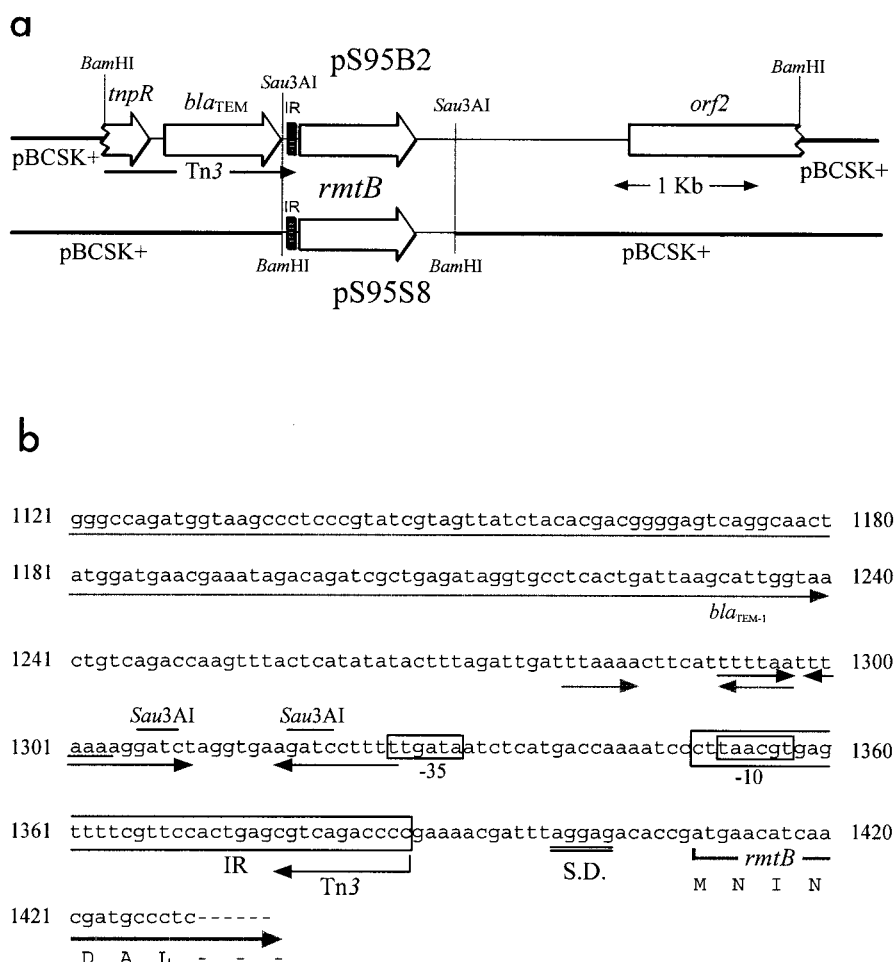 a
pS95B2
BamHI
tnpR
blaTEM
Sau3AI
IR
Sau3AI
orf2
BamHI
pBCSK+
Tn3
rmtB
1 Kb
pBCSK+
IR
pBCSK+
BamHI
BamHI
pBCSK+
pS95S8
b
1121 gggccagatggtaagccctcccgtatcgtagttatctacacgacggggagtcaggcaact 1180
1181 atggatgaacgaaatagacagatcgctgagataggtgcctcactgattaagcattggtaa 1240
blaTEM-1
1241 ctgtcagaccaagtttactcatatatactttagattgatttaaaacttcatttttaattt 1300
Sau3AI Sau3AI
1301 aaaaggatctaggtgaagatcctttttgataatctcatgaccaaaatcccttaacgtgag 1360
-35 -10
1361 ttttcgttccactgagcgtcagaccccgaaaacgatttaggagacaccgatgaacatcaa 1420
IR Tn3 S.D. rmtB
M N I N
1421 cgatgccctc------
D A L - - -